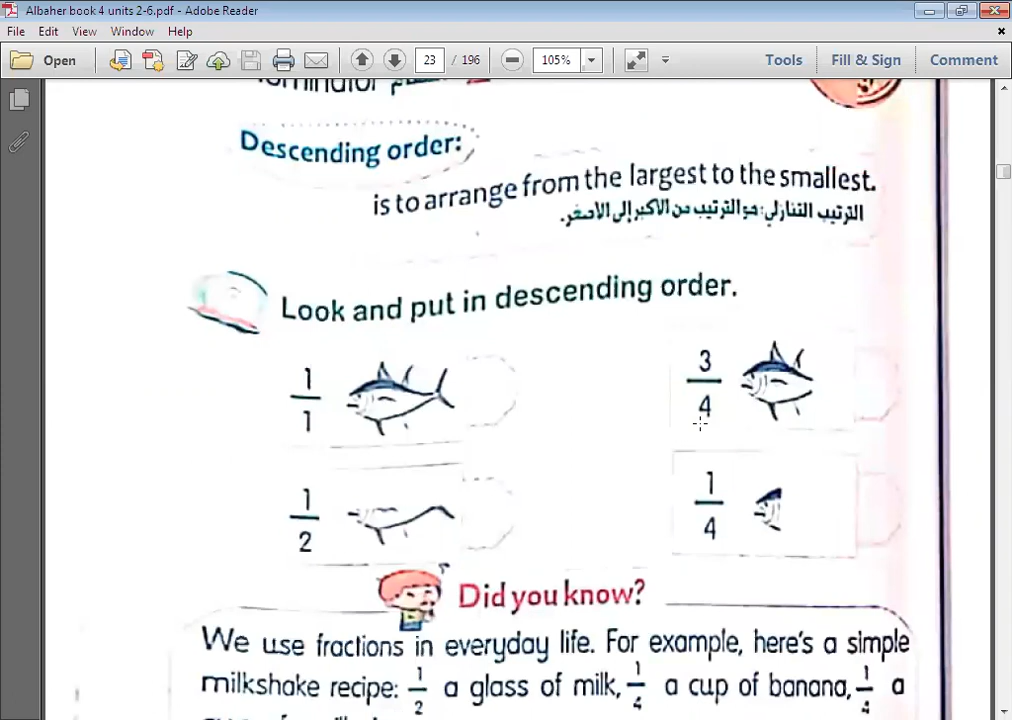 Albaher book 4 units 2-6.pdf - Adobe Reader
File Edit View Window Help
Open 23 / 196 105% Tools Fill & Sign Comment
Descending order:
is to arrange from the largest to the smallest.
الترتيب التنازلي: هو الترتيب من الأكبر إلى الأصغر.
Look and put in descending order.
1/1 3/4
1/2 1/4
Did you know?
We use fractions in everyday life. For example, here's a simple
milkshake recipe: 1/2 a glass of milk, 1/4 a cup of banana, 1/4 a